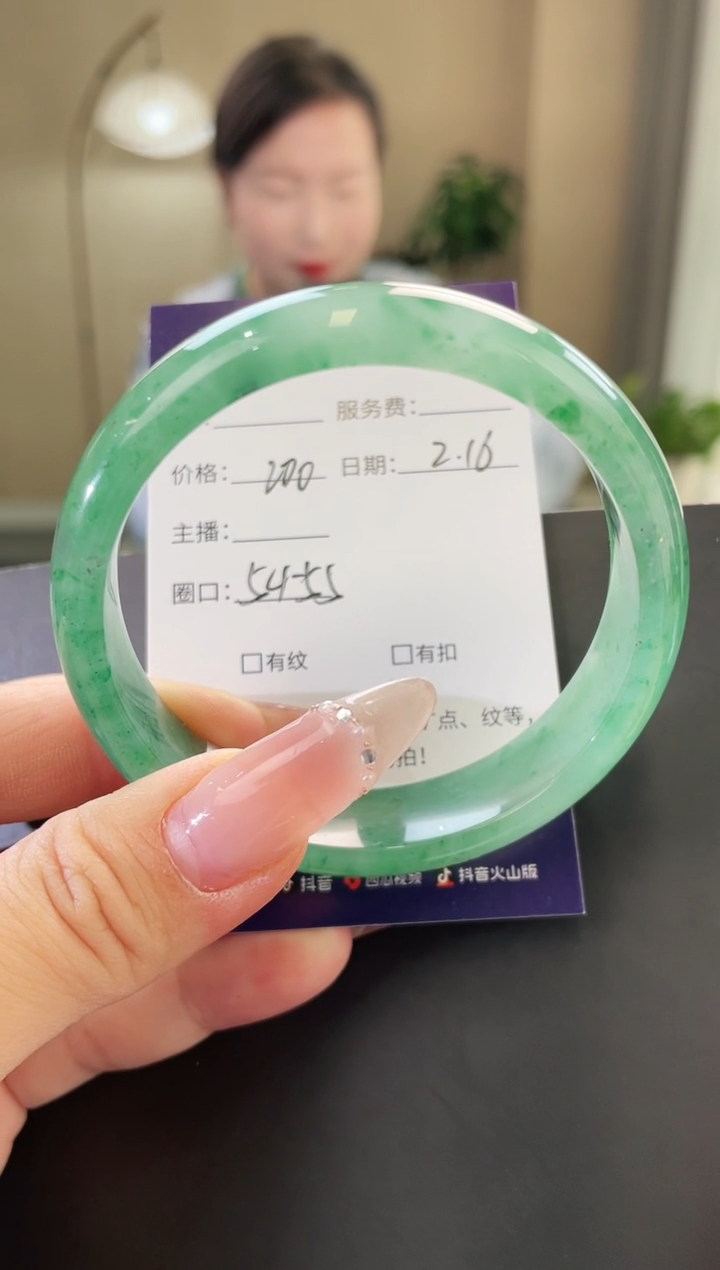 服务费：
价格：200 日期：2.16
主播：
圈口：54-55
□有纹 □有扣
点、纹等，
拍！
抖音 西瓜视频 抖音火山版